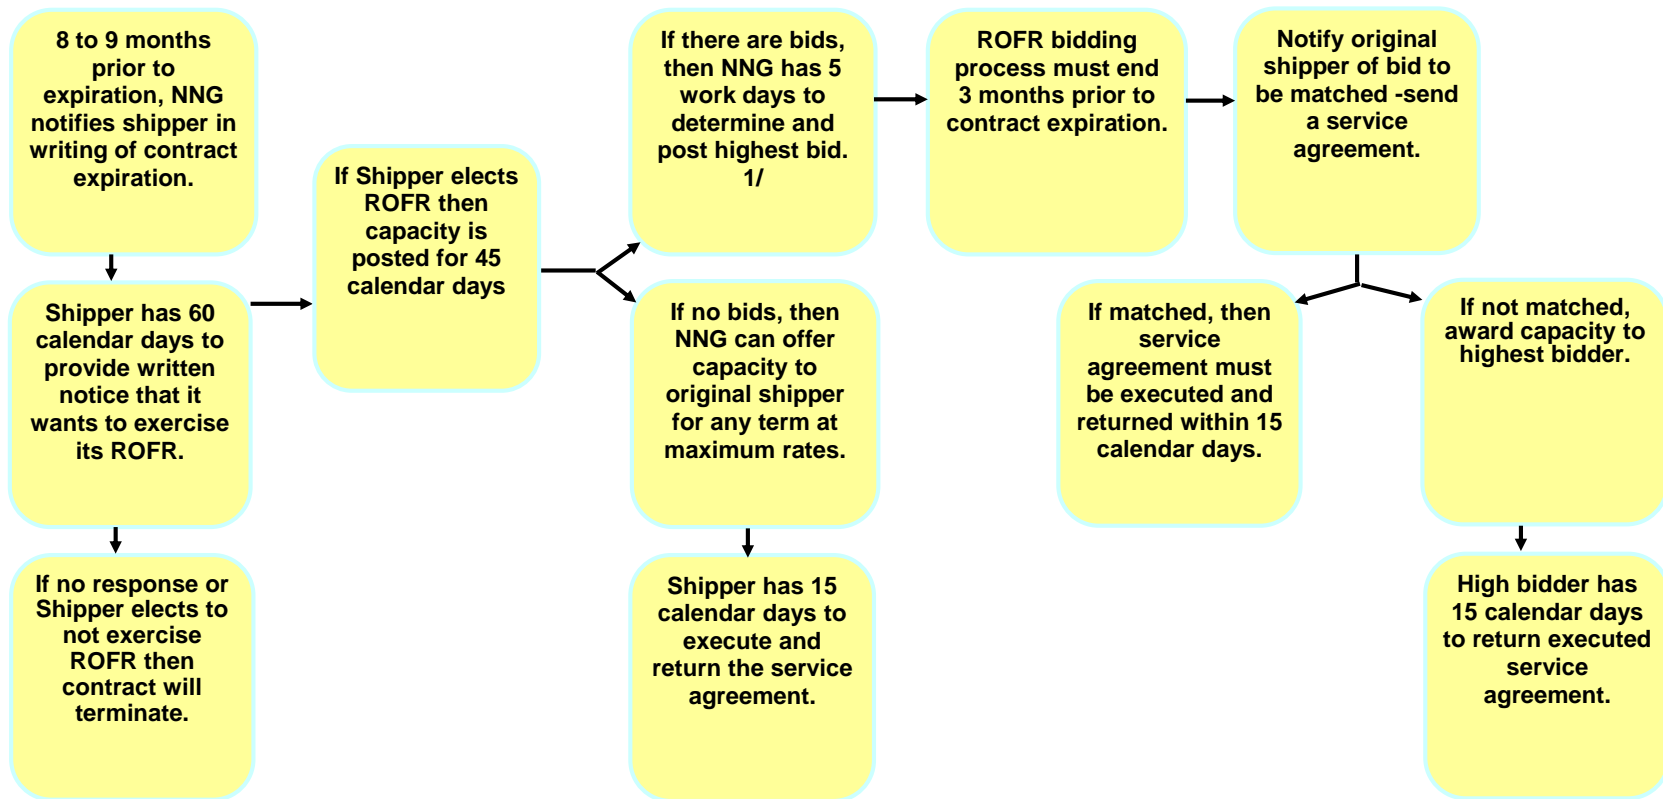 8 to 9 months
prior to
expiration, NNG
notifies shipper in
writing of contract
expiration.
Shipper has 60
calendar days to
provide written
notice that it
wants to exercise
its ROFR.
If no response or
Shipper elects to
not exercise
ROFR then
contract will
terminate.
If Shipper elects
ROFR then
capacity is
posted for 45
calendar days
If there are bids,
then NNG has 5
work days to
determine and
post highest bid.
1/
If no bids, then
NNG can offer
capacity to
original shipper
for any term at
maximum rates.
Shipper has 15
calendar days to
execute and
return the service
agreement.
ROFR bidding
process must end
3 months prior to
contract expiration.
Notify original
shipper of bid to
be matched -send
a service
agreement.
If matched, then
service
agreement must
be executed and
returned within 15
calendar days.
If not matched,
award capacity to
highest bidder.
High bidder has
15 calendar days
to return executed
service
agreement.